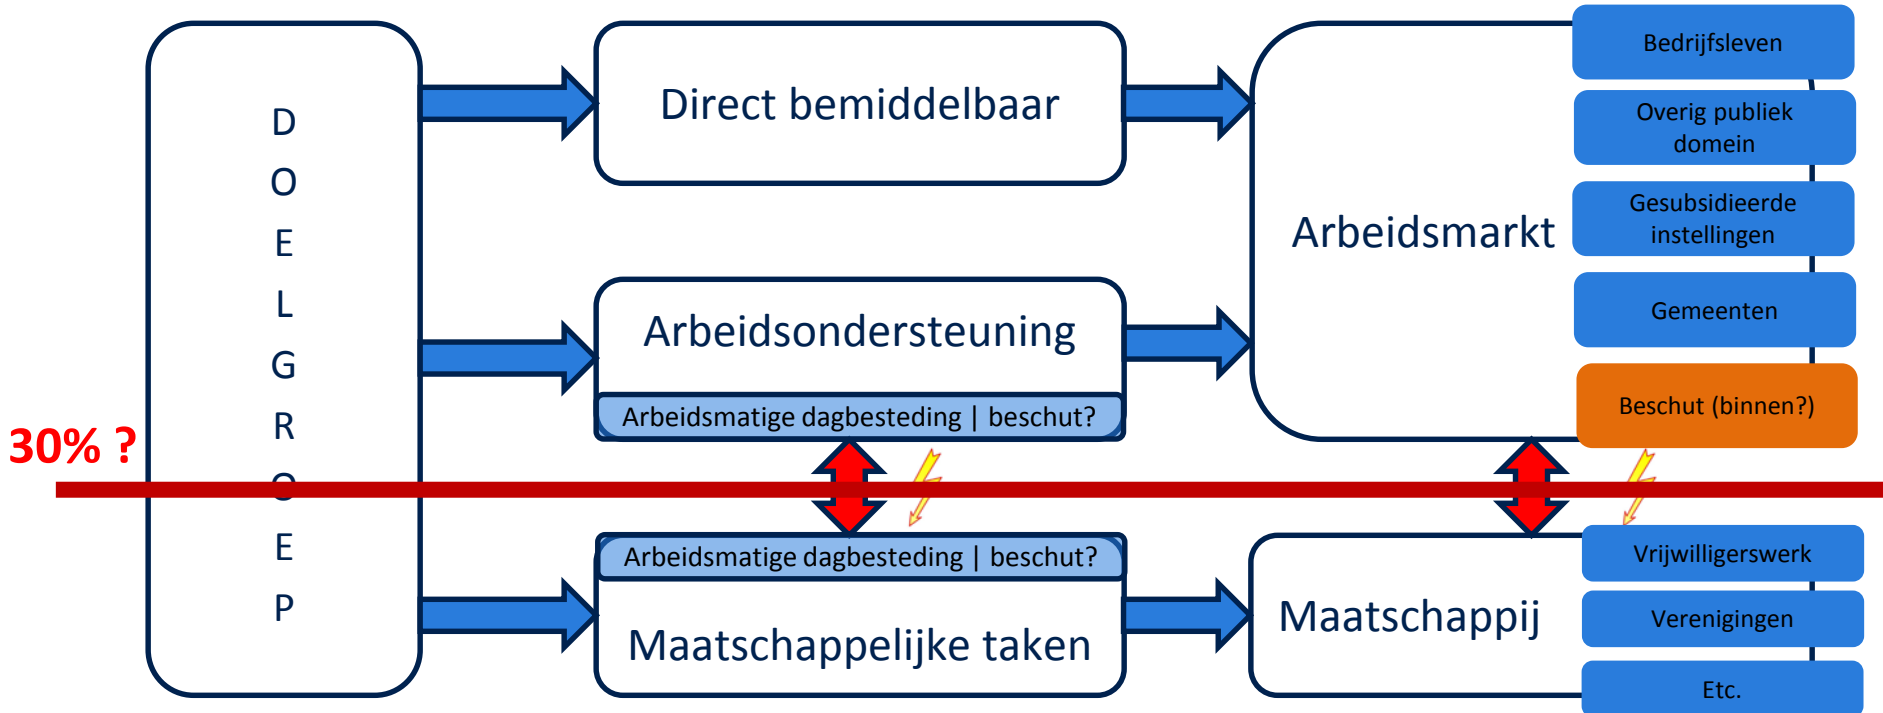 D
O
E
L
G
R
O
E
P
30% ?
Direct bemiddelbaar
Arbeidsondersteuning
Arbeidsmatige dagbesteding | beschut?
Arbeidsmatige dagbesteding | beschut?
Maatschappelijke taken
Arbeidsmarkt
Bedrijfsleven
Overig publiek
domein
Gesubsidieerde
instellingen
Gemeenten
Beschut (binnen?)
Maatschappij
Vrijwilligerswerk
Verenigingen
Etc.